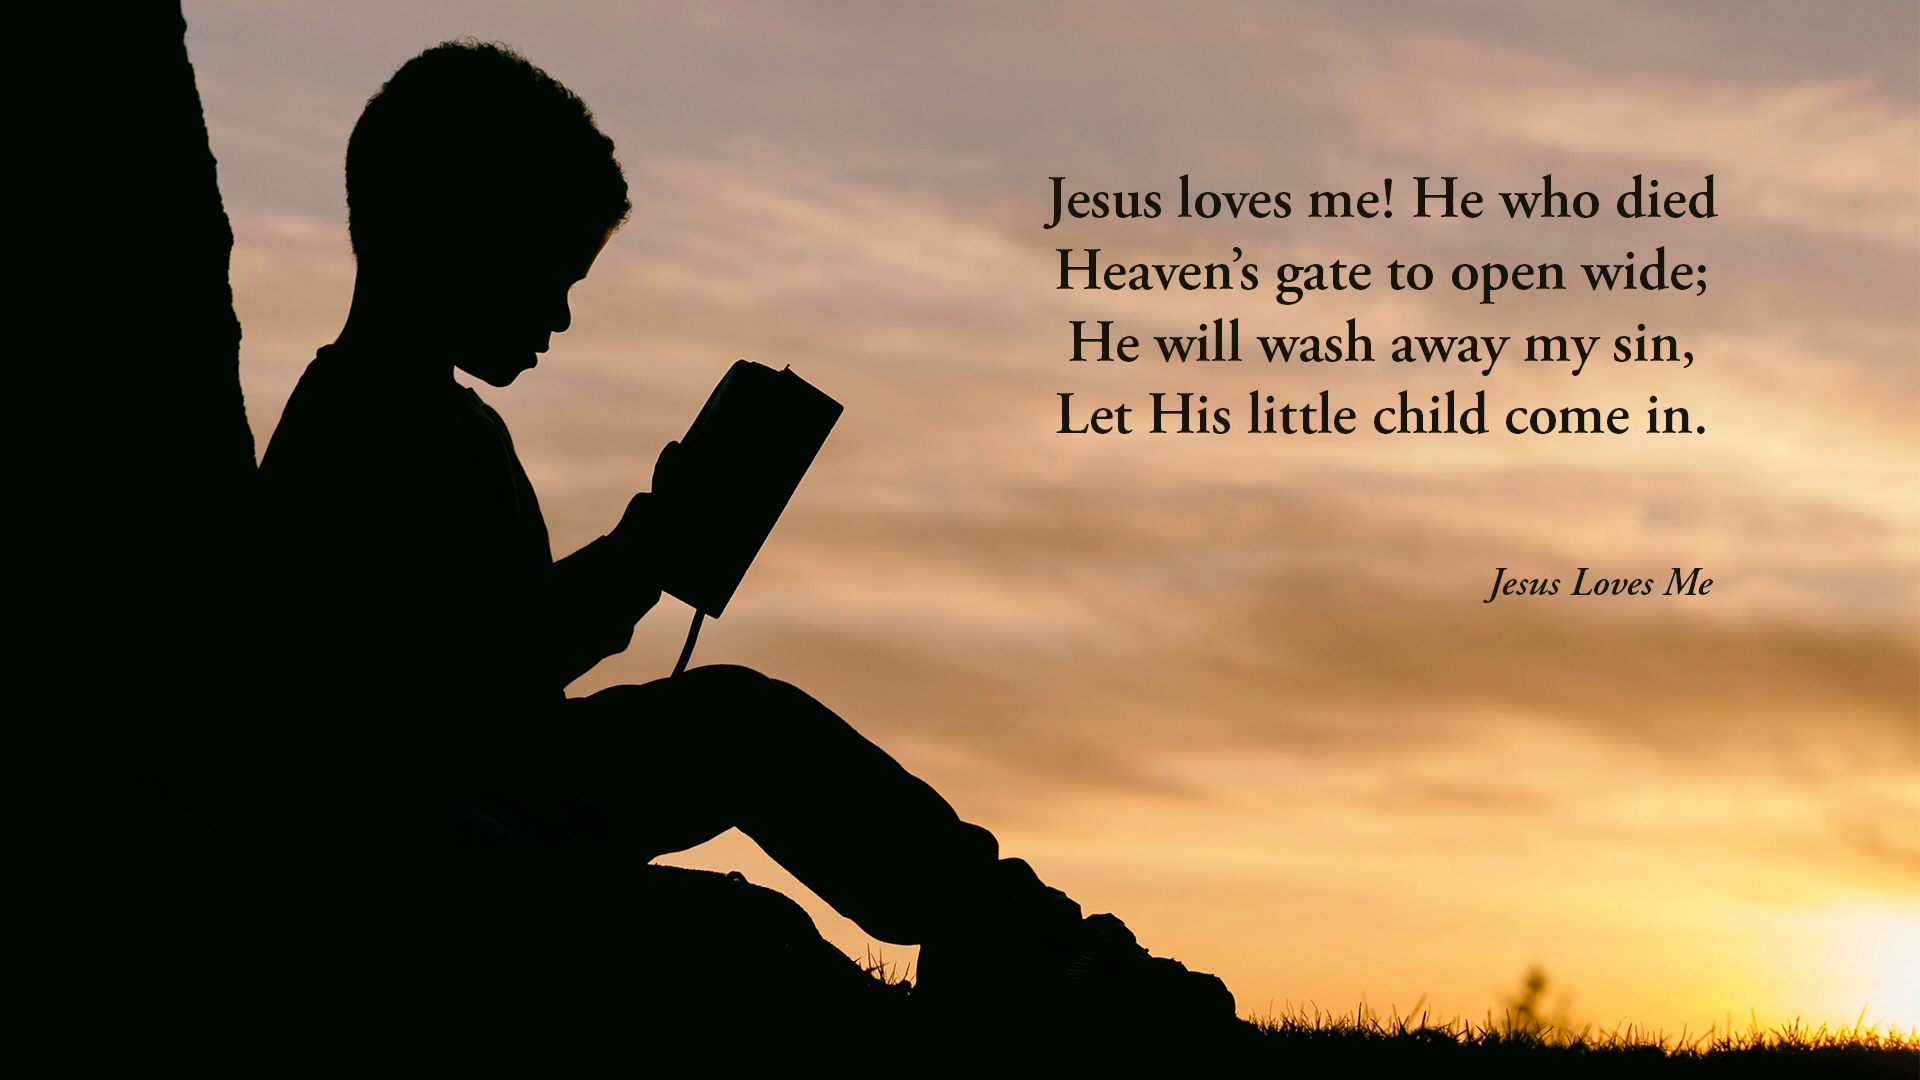 Jesus loves me! He who died
Heaven’s gate to open wide;
He will wash away my sin,
Let His little child come in.
Jesus Loves Me